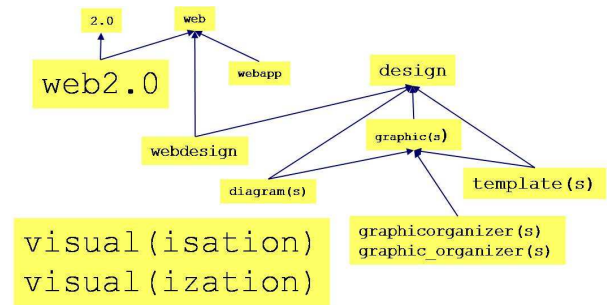 2.0
web
web2.0
webapp
design
webdesign
graphic(s)
diagram(s)
template(s)
graphicorganizer(s)
graphic_organizer(s)
visual(isation)
visual(ization)